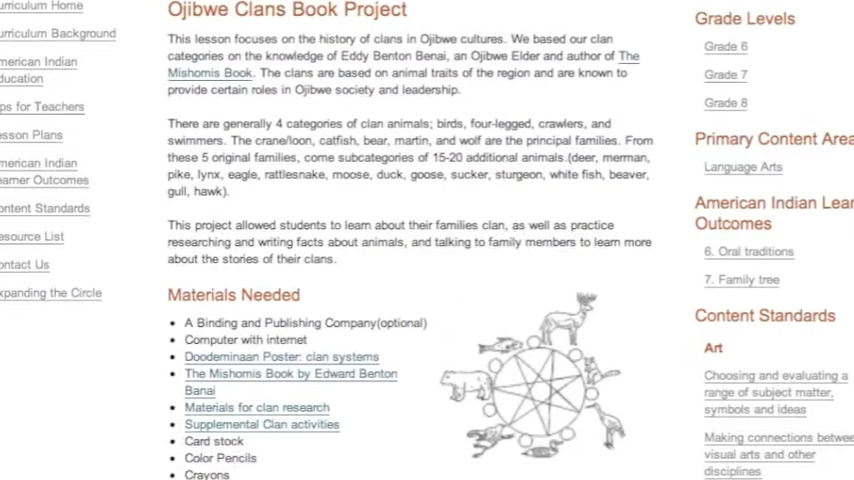 Curriculum Home
Curriculum Background
American Indian
Education
Tips for Teachers
Lesson Plans
American Indian
Learner Outcomes
Content Standards
Resource List
Contact Us
Expanding the Circle
Ojibwe Clans Book Project
This lesson focuses on the history of clans in Ojibwe cultures. We based our clan
categories on the knowledge of Eddy Benton Benai, an Ojibwe Elder and author of The
Mishomis Book. The clans are based on animal traits of the region and are known to
provide certain roles in Ojibwe society and leadership.
There are generally 4 categories of clan animals; birds, four-legged, crawlers, and
swimmers. The crane/loon, catfish, bear, martin, and wolf are the principal families. From
these 5 original families, come subcategories of 15-20 additional animals.(deer, merman,
pike, lynx, eagle, rattlesnake, moose, duck, goose, sucker, sturgeon, white fish, beaver,
gull, hawk).
This project allowed students to learn about their families clan, as well as practice
researching and writing facts about animals, and talking to family members to learn more
about the stories of their clans.
Materials Needed
• A Binding and Publishing Company(optional)
• Computer with internet
• Doodeminaan Poster: clan systems
• The Mishomis Book by Edward Benton
Banai
• Materials for clan research
• Supplemental Clan activities
• Card stock
• Color Pencils
• Crayons
Grade Levels
Grade 6
Grade 7
Grade 8
Primary Content Area
Language Arts
American Indian Lear
Outcomes
6. Oral traditions
7. Family tree
Content Standards
Art
Choosing and evaluating a
range of subject matter,
symbols and ideas
Making connections betwee
visual arts and other
disciplines